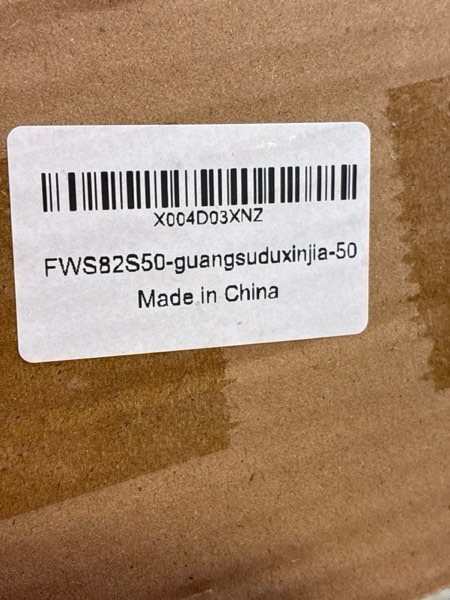 X004D03XNZ
FWS82S50-guangsuduxinjia-50
Made in China